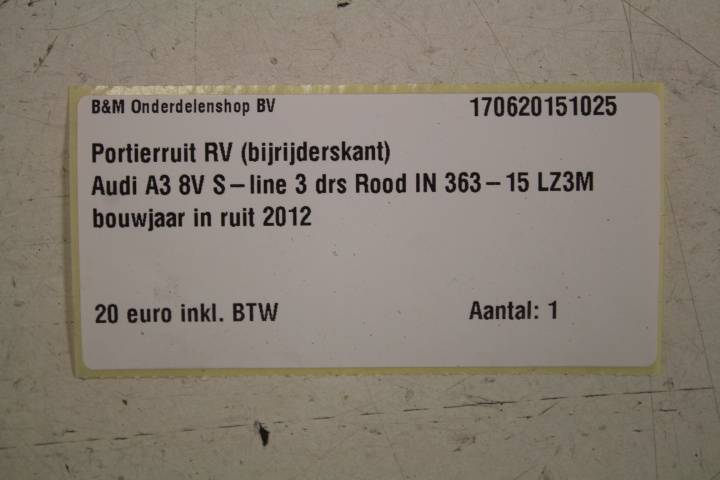 B&M Onderdelenshop BV 170620151025
Portierruit RV (bijrijderskant)
Audi A3 8V S-line 3 drs Rood IN 363-15 LZ3M
bouwjaar in ruit 2012
20 euro inkl. BTW Aantal: 1